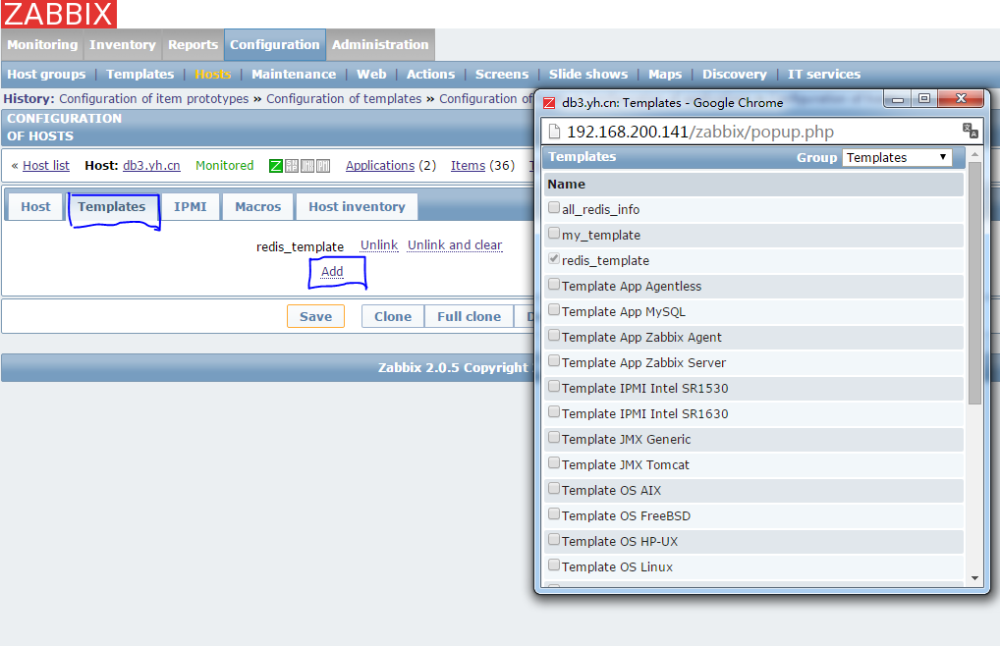 ZABBIX
Monitoring Inventory Reports Configuration Administration
Host groups | Templates | Hosts | Maintenance | Web | Actions | Screens | Slide shows | Maps | Discovery | IT services
History: Configuration of item prototypes » Configuration of templates » Configuration of
CONFIGURATION
OF HOSTS
« Host list Host: db3.yh.cn Monitored Z Applications (2) Items (36)
Host Templates IPMI Macros Host inventory
redis_template Unlink Unlink and clear
Add
Save Clone Full clone
Zabbix 2.0.5 Copyright
db3.yh.cn: Templates - Google Chrome
192.168.200.141/zabbix/popup.php
Templates Group Templates
Name
all_redis_info
my_template
redis_template
Template App Agentless
Template App MySQL
Template App Zabbix Agent
Template App Zabbix Server
Template IPMI Intel SR1530
Template IPMI Intel SR1630
Template JMX Generic
Template JMX Tomcat
Template OS AIX
Template OS FreeBSD
Template OS HP-UX
Template OS Linux